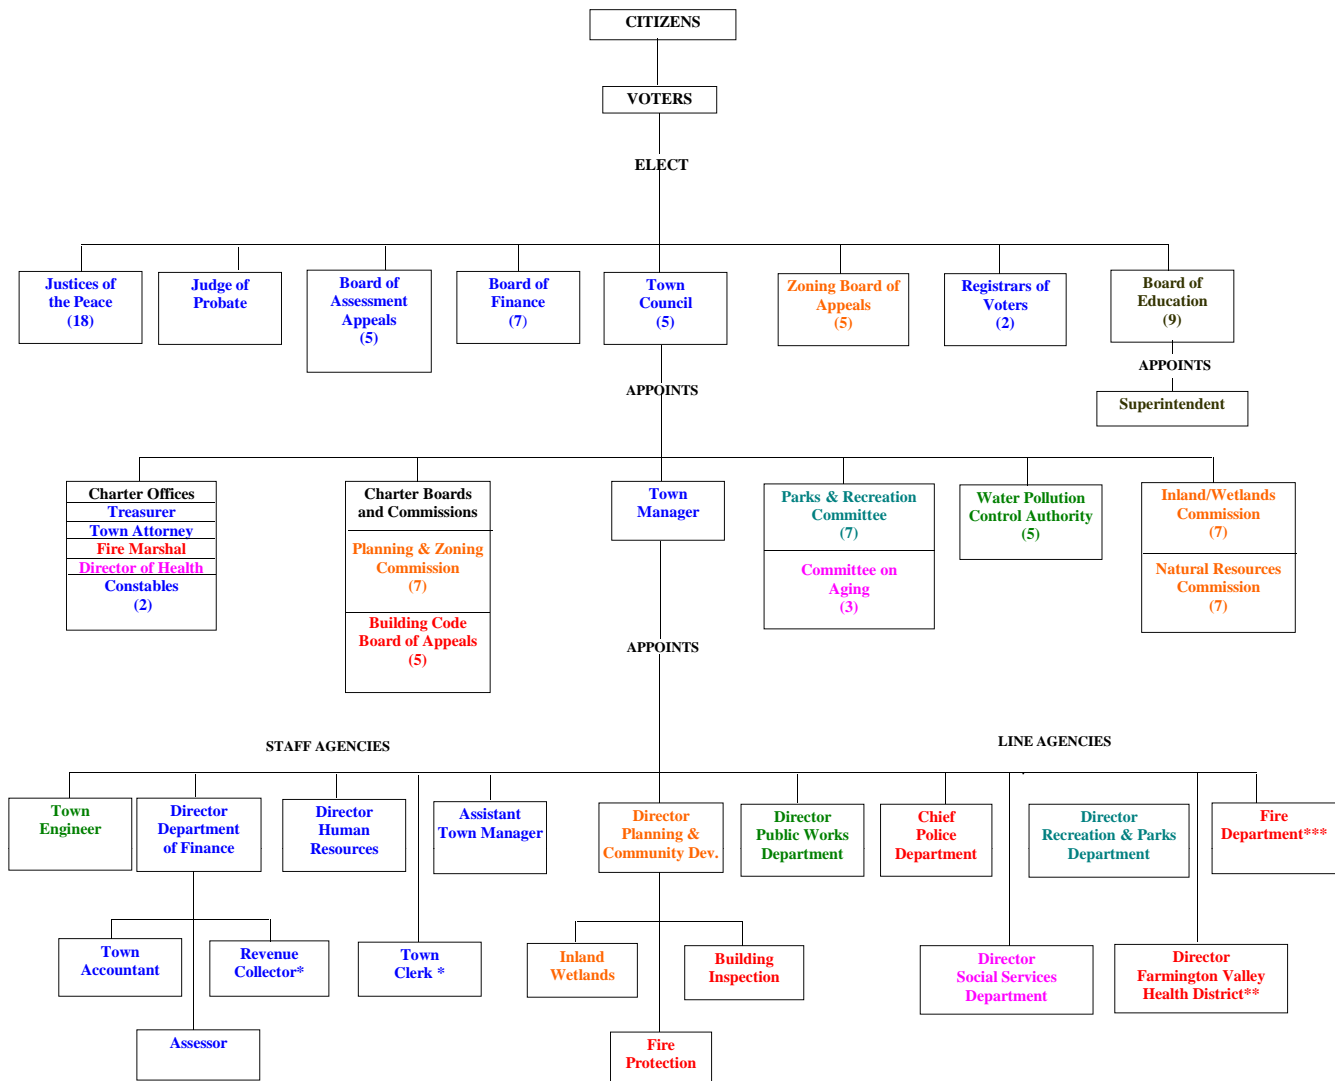 CITIZENS
VOTERS
ELECT
Justices of
the Peace
(18)
Judge of
Probate
Board of
Assessment
Appeals
(5)
Board of
Finance
(7)
Town
Council
(5)
Zoning Board of
Appeals
(5)
Registrars of
Voters
(2)
Board of
Education
(9)
APPOINTS
Superintendent
APPOINTS
Charter Offices
Treasurer
Town Attorney
Fire Marshal
Director of Health
Constables
(2)
Charter Boards
and Commissions
Planning & Zoning
Commission
(7)
Building Code
Board of Appeals
(5)
Town
Manager
Parks & Recreation
Committee
(7)
Committee on
Aging
(3)
Water Pollution
Control Authority
(5)
Inland/Wetlands
Commission
(7)
Natural Resources
Commission
(7)
APPOINTS
STAFF AGENCIES
LINE AGENCIES
Town
Engineer
Director
Department
of Finance
Director
Human
Resources
Assistant
Town Manager
Director
Planning &
Community Dev.
Director
Public Works
Department
Chief
Police
Department
Director
Recreation & Parks
Department
Fire
Department***
Town
Accountant
Revenue
Collector*
Town
Clerk *
Inland
Wetlands
Building
Inspection
Director
Social Services
Department
Director
Farmington Valley
Health District**
Assessor
Fire
Protection